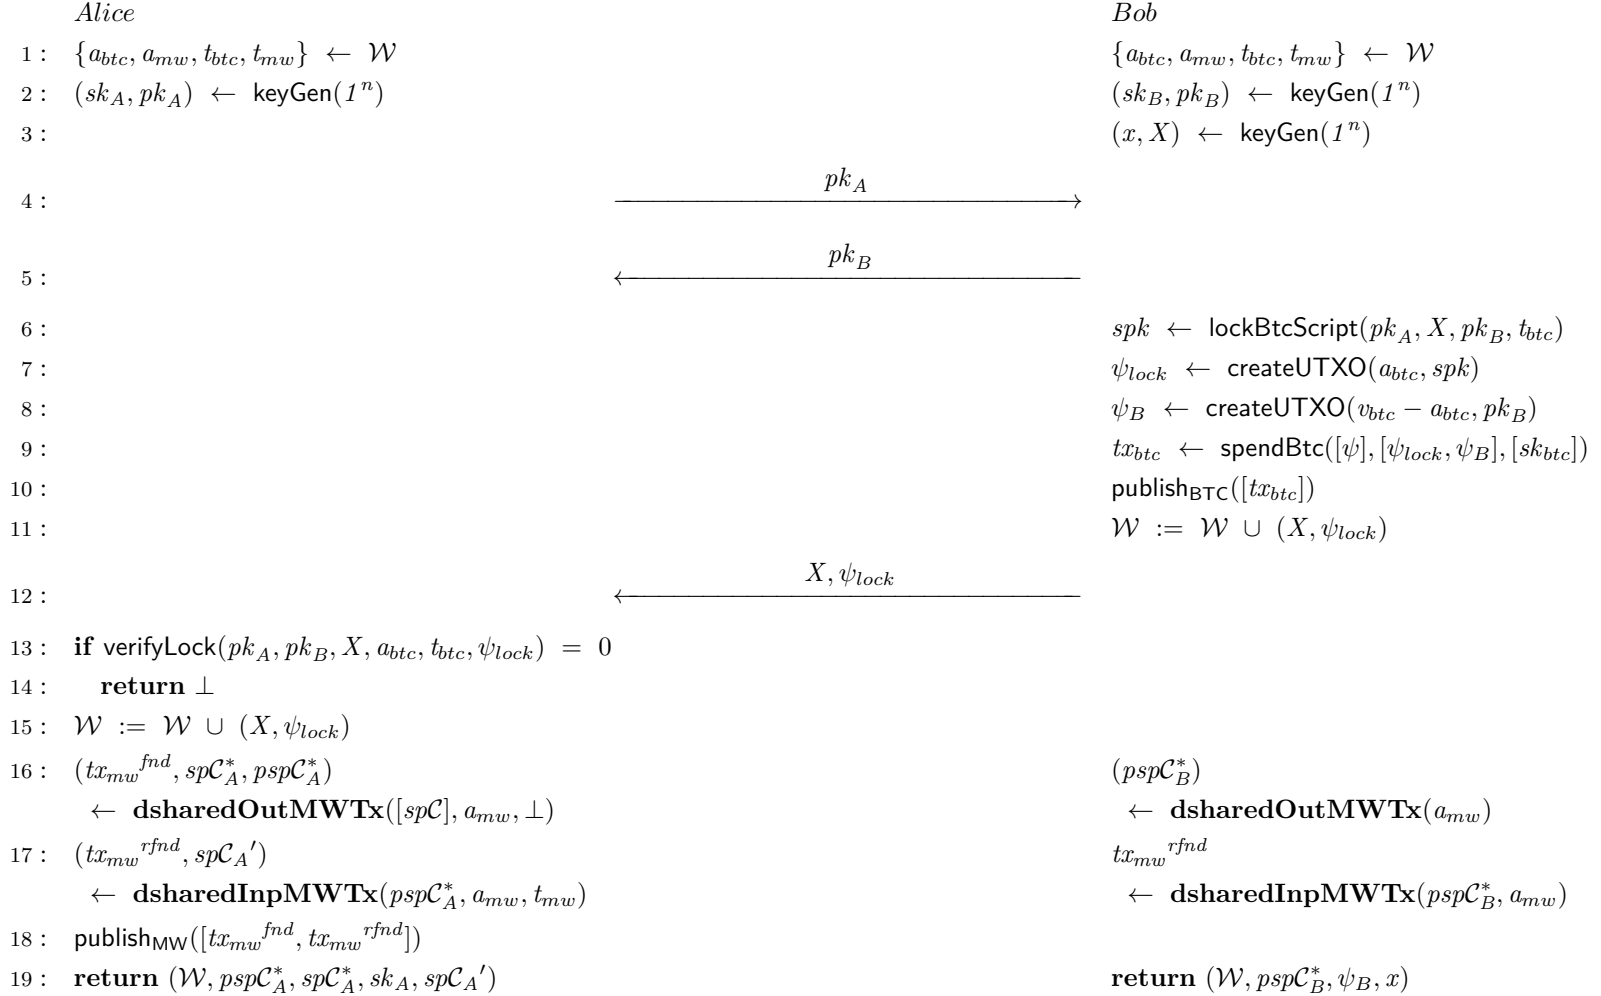 Alice Bob
1 : {a_btc, a_mw, t_btc, t_mw} ← 𝒲 {a_btc, a_mw, t_btc, t_mw} ← 𝒲
2 : (sk_A, pk_A) ← keyGen(1^n) (sk_B, pk_B) ← keyGen(1^n)
3 : (x, X) ← keyGen(1^n)
pk_A
4 : ⟶
pk_B
5 : ⟵
6 : spk ← lockBtcScript(pk_A, X, pk_B, t_btc)
7 : ψ_lock ← createUTXO(a_btc, spk)
8 : ψ_B ← createUTXO(v_btc − a_btc, pk_B)
9 : tx_btc ← spendBtc([ψ], [ψ_lock, ψ_B], [sk_btc])
10 : publish_BTC([tx_btc])
11 : 𝒲 := 𝒲 ∪ (X, ψ_lock)
X, ψ_lock
12 : ⟵
13 : if verifyLock(pk_A, pk_B, X, a_btc, t_btc, ψ_lock) = 0
14 : return ⊥
15 : 𝒲 := 𝒲 ∪ (X, ψ_lock)
16 : (tx_mw^fnd, sp𝒞*_A, psp𝒞*_A) (psp𝒞*_B)
← dsharedOutMWTx([sp𝒞], a_mw, ⊥) ← dsharedOutMWTx(a_mw)
17 : (tx_mw^rfnd, sp𝒞_A′) tx_mw^rfnd
← dsharedInpMWTx(psp𝒞*_A, a_mw, t_mw) ← dsharedInpMWTx(psp𝒞*_B, a_mw)
18 : publish_MW([tx_mw^fnd, tx_mw^rfnd])
19 : return (𝒲, psp𝒞*_A, sp𝒞*_A, sk_A, sp𝒞_A′) return (𝒲, psp𝒞*_B, ψ_B, x)